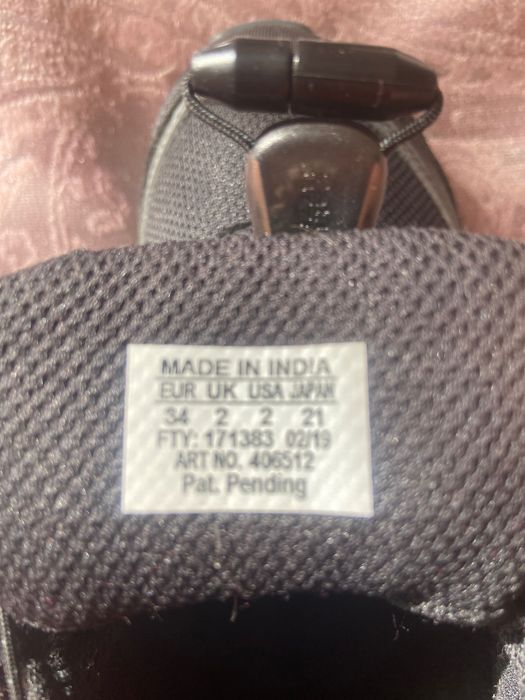 MADE IN INDIA
EUR UK USA JAPAN
34 2 2 21
FTY: 171383 02/19
ART NO. 406512
Pat. Pending